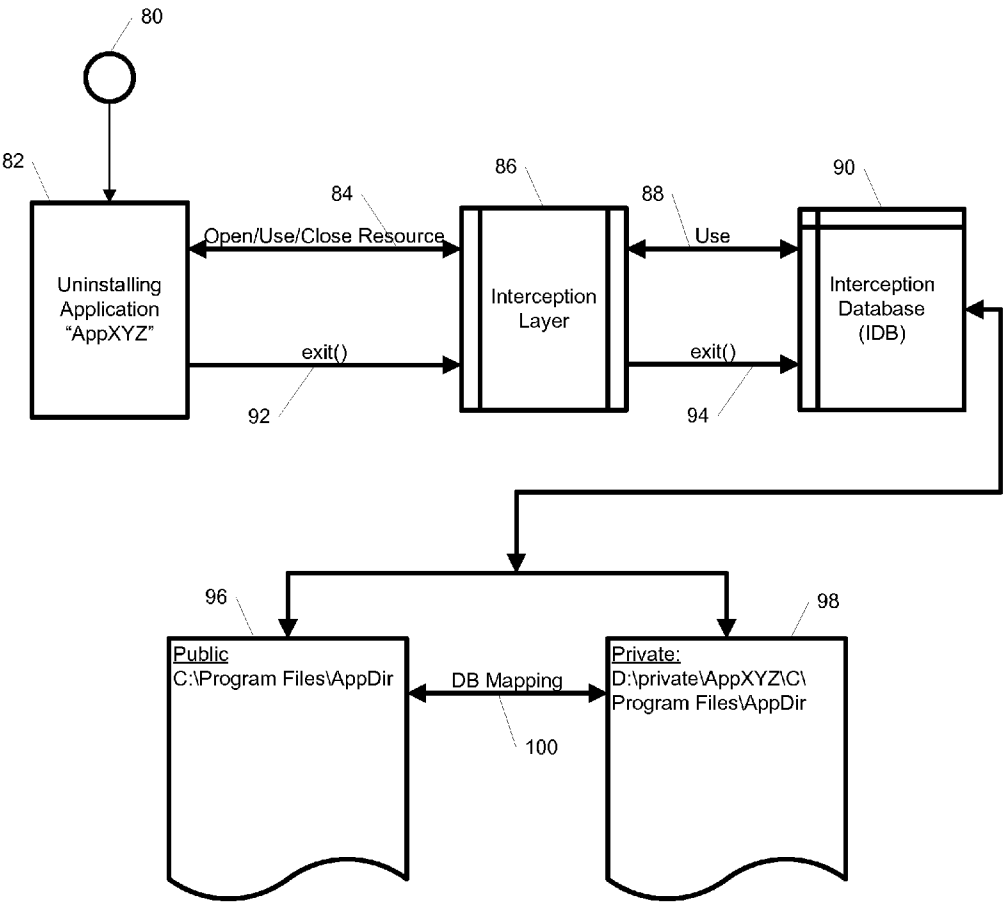 80
82
84
86
88
90
Open/Use/Close Resource
Use
Uninstalling
Application
“AppXYZ”
Interception
Layer
Interception
Database
(IDB)
exit()
exit()
92
94
96
98
Public
C:\Program Files\AppDir
DB Mapping
100
Private:
D:\private\AppXYZ\C\
Program Files\AppDir